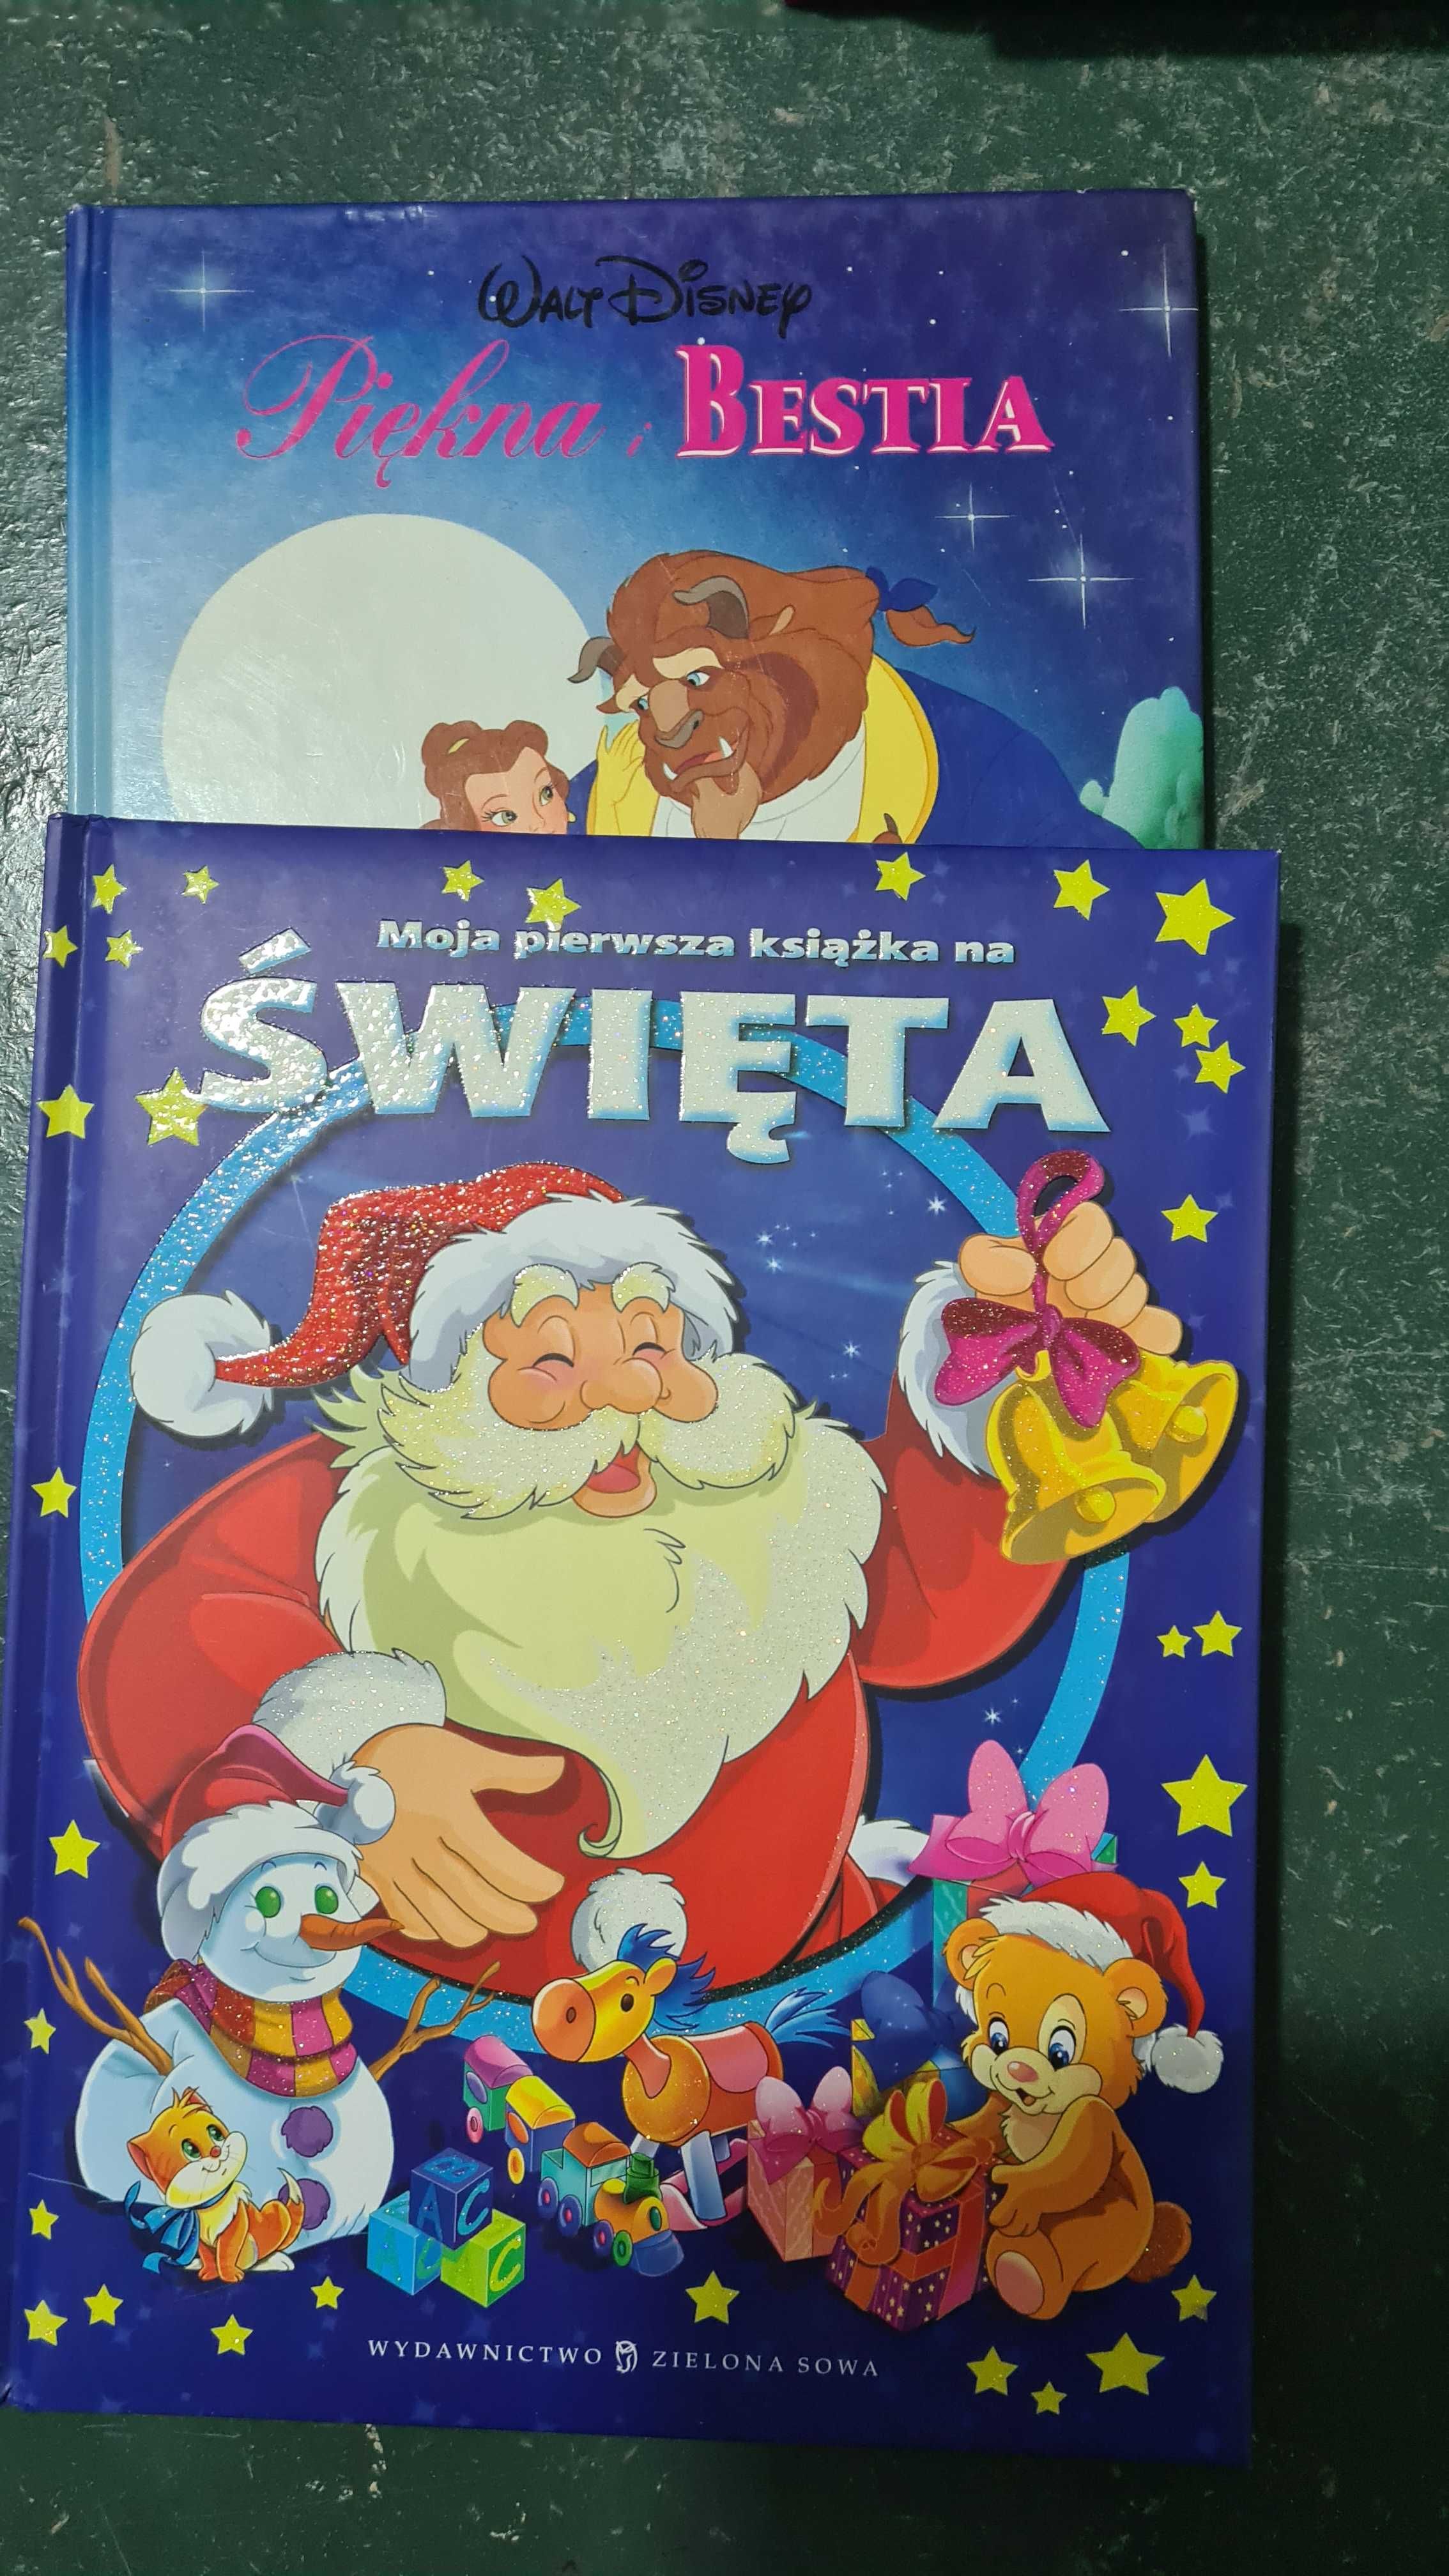 WALT DISNEY
Piękna i BESTIA
Moja pierwsza książka na
ŚWIĘTA
A C
A C
WYDAWNICTWO ZIELONA SOWA